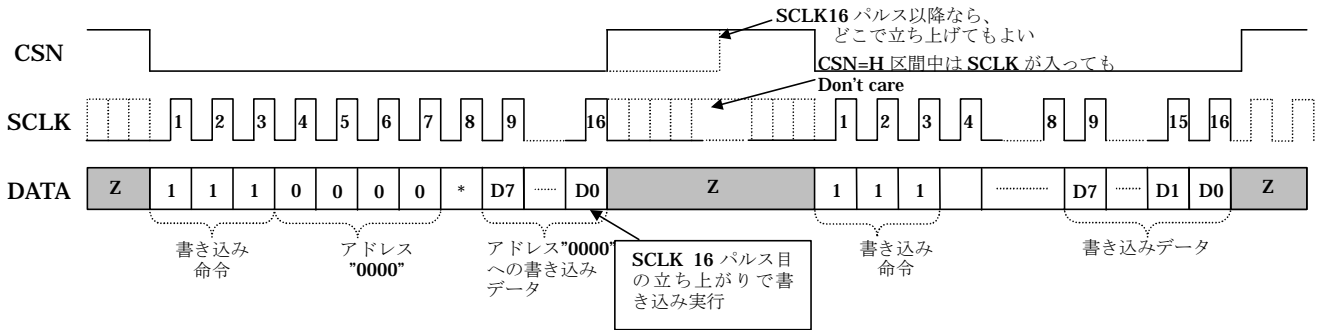 SCLK16 パルス以降なら、
どこで立ち上げてもよい
CSN
CSN=H 区間中は SCLK が入っても
Don't care
SCLK
1 2 3 4 5 6 7 8 9 16 1 2 3 4 8 9 15 16
DATA
Z 1 1 1 0 0 0 0 * D7 ······ D0 Z 1 1 1 ·············· D7 ······ D1 D0 Z
書き込み
命令
アドレス
"0000"
アドレス"0000"
への書き込み
データ
SCLK 16 パルス目
の立ち上がりで書
き込み実行
書き込み
命令
書き込みデータ